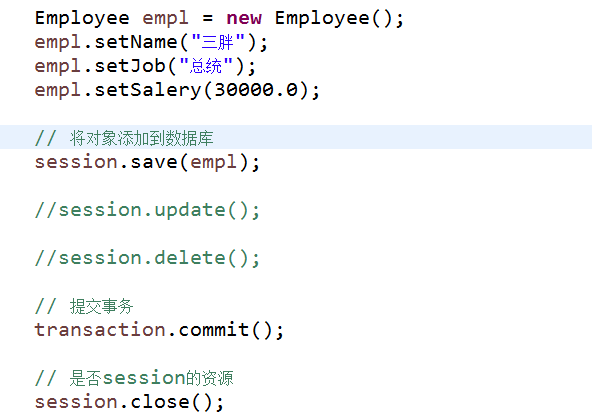 Employee empl = new Employee();
empl.setName("三胖");
empl.setJob("总统");
empl.setSalery(30000.0);
// 将对象添加到数据库
session.save(empl);
//session.update();
//session.delete();
// 提交事务
transaction.commit();
// 是否session的资源
session.close();